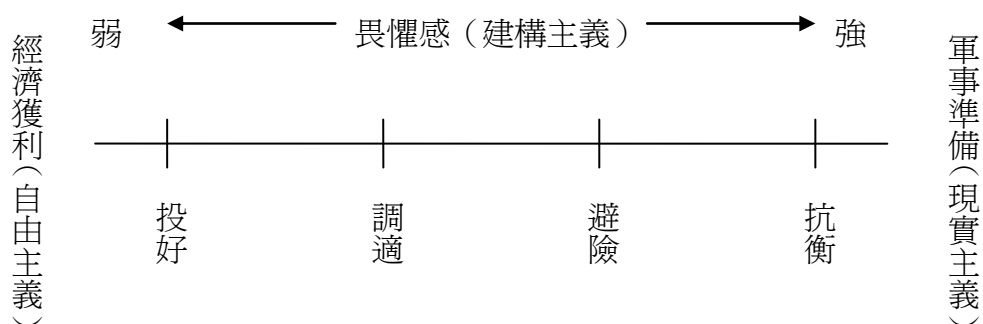 弱 畏懼感（建構主義） 強
經濟獲利（自由主義）
軍事準備（現實主義）
投好
調適
避險
抗衡